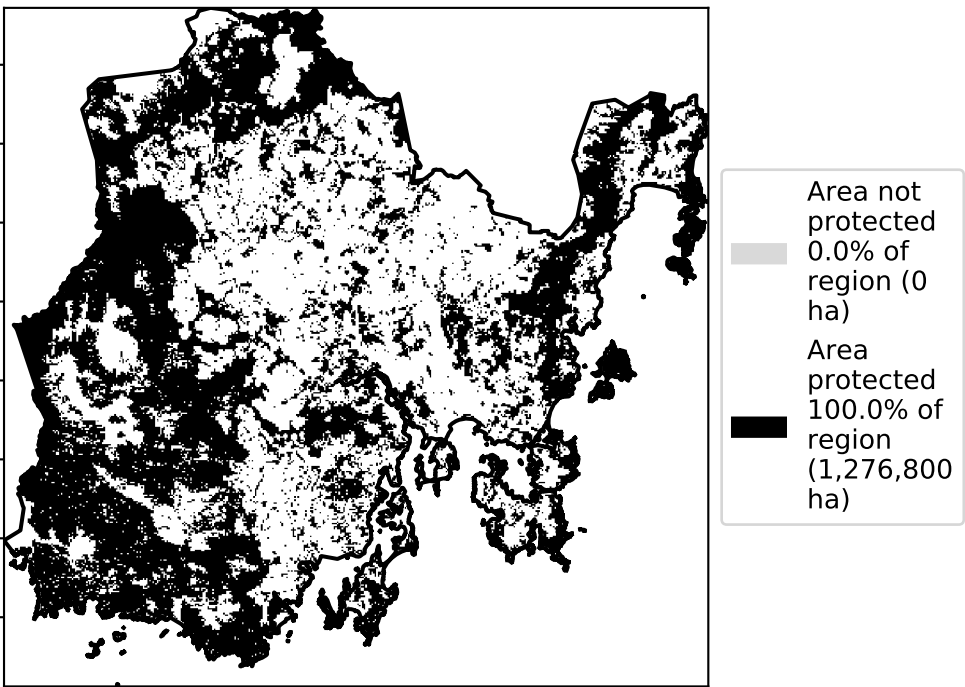 Area not
protected
0.0% of
region (0
ha)
Area
protected
100.0% of
region
(1,276,800
ha)